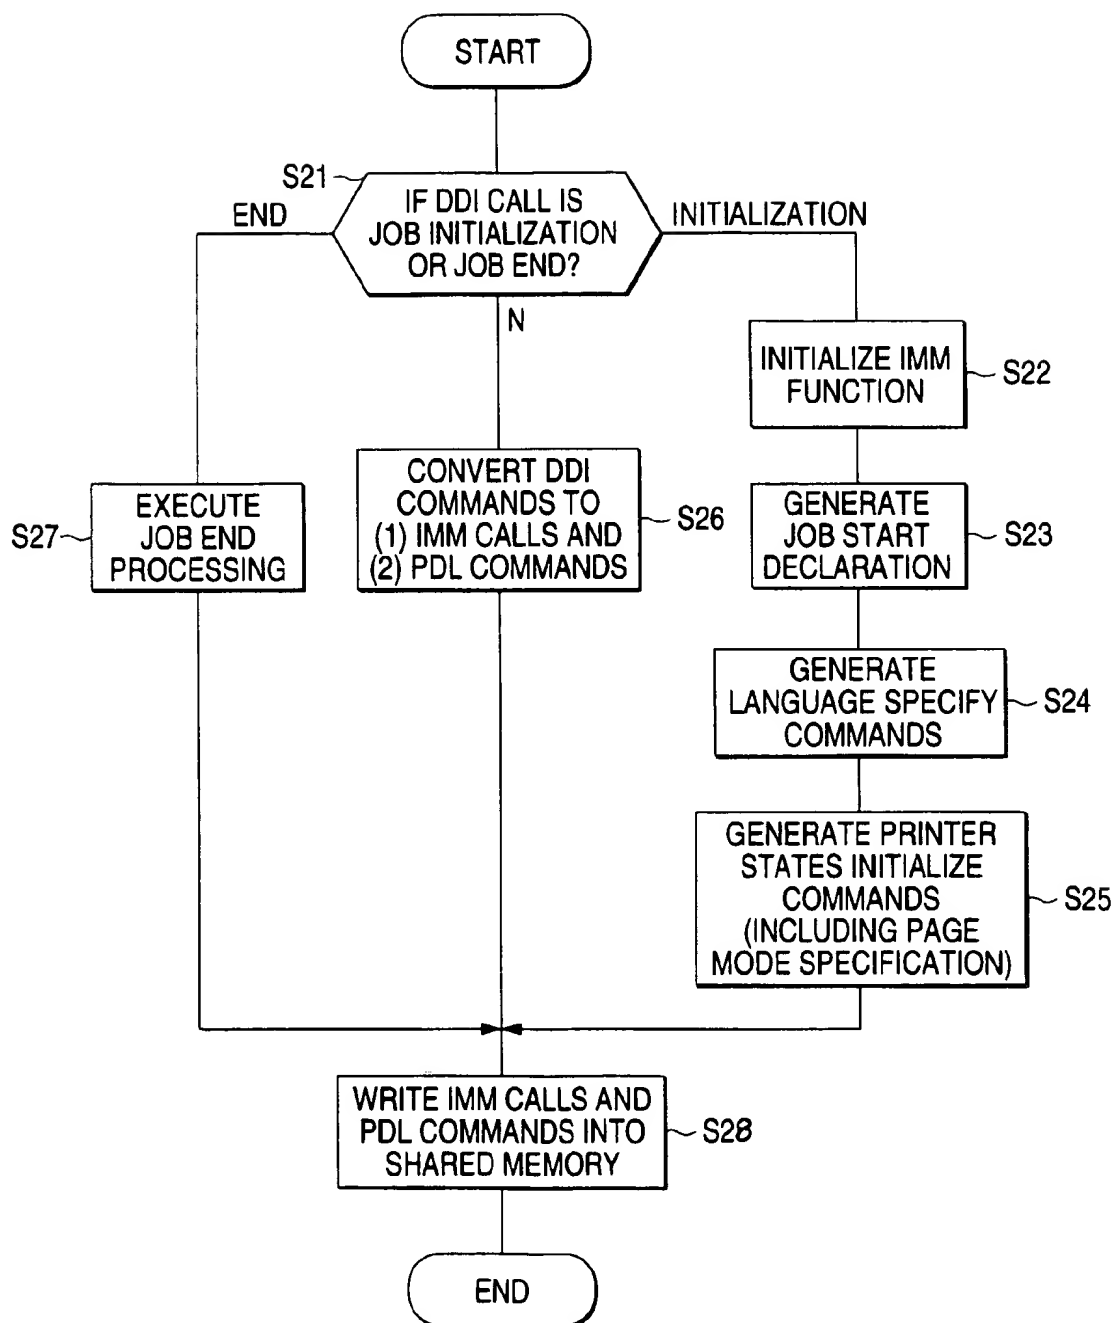 START
S21
IF DDI CALL IS
JOB INITIALIZATION
OR JOB END?
END
INITIALIZATION
N
INITIALIZE IMM
FUNCTION
S22
CONVERT DDI
COMMANDS TO
(1) IMM CALLS AND
(2) PDL COMMANDS
S26
EXECUTE
JOB END
PROCESSING
S27
GENERATE
JOB START
DECLARATION
S23
GENERATE
LANGUAGE SPECIFY
COMMANDS
S24
GENERATE PRINTER
STATES INITIALIZE
COMMANDS
(INCLUDING PAGE
MODE SPECIFICATION)
S25
WRITE IMM CALLS AND
PDL COMMANDS INTO
SHARED MEMORY
S28
END